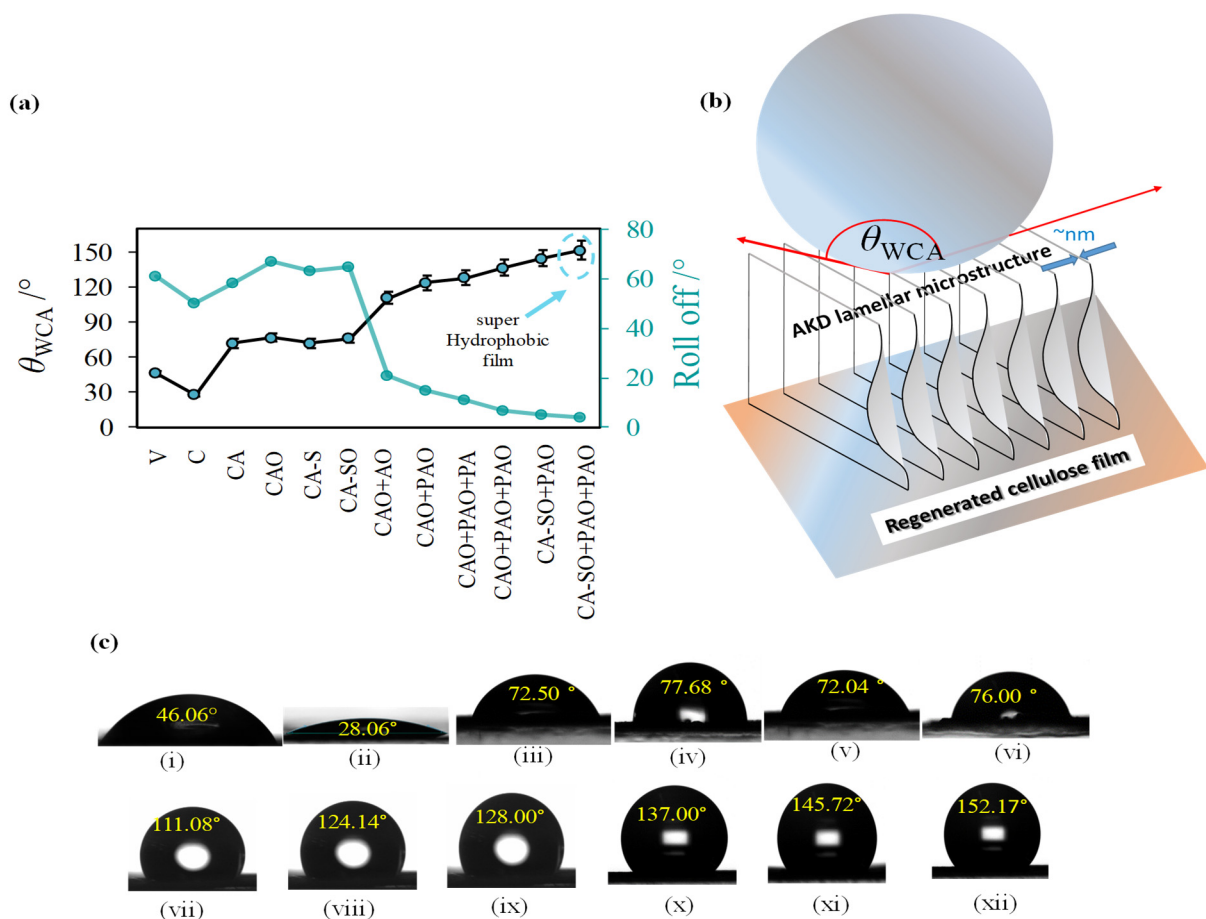 (a)
θWCA /°
150
120
90
60
30
0
80
60
40
20
0
Roll off /°
super
Hydrophobic
film
V
C
CA
CAO
CA-S
CA-SO
CAO+AO
CAO+PAO
CAO+PAO+PA
CAO+PAO+PAO
CA-SO+PAO
CA-SO+PAO+PAO
(b)
θWCA
~nm
AKD lamellar microstructure
Regenerated cellulose film
(c)
46.06° 28.06° 72.50 ° 77.68 ° 72.04 ° 76.00 °
(i) (ii) (iii) (iv) (v) (vi)
111.08° 124.14° 128.00° 137.00° 145.72° 152.17°
(vii) (viii) (ix) (x) (xi) (xii)